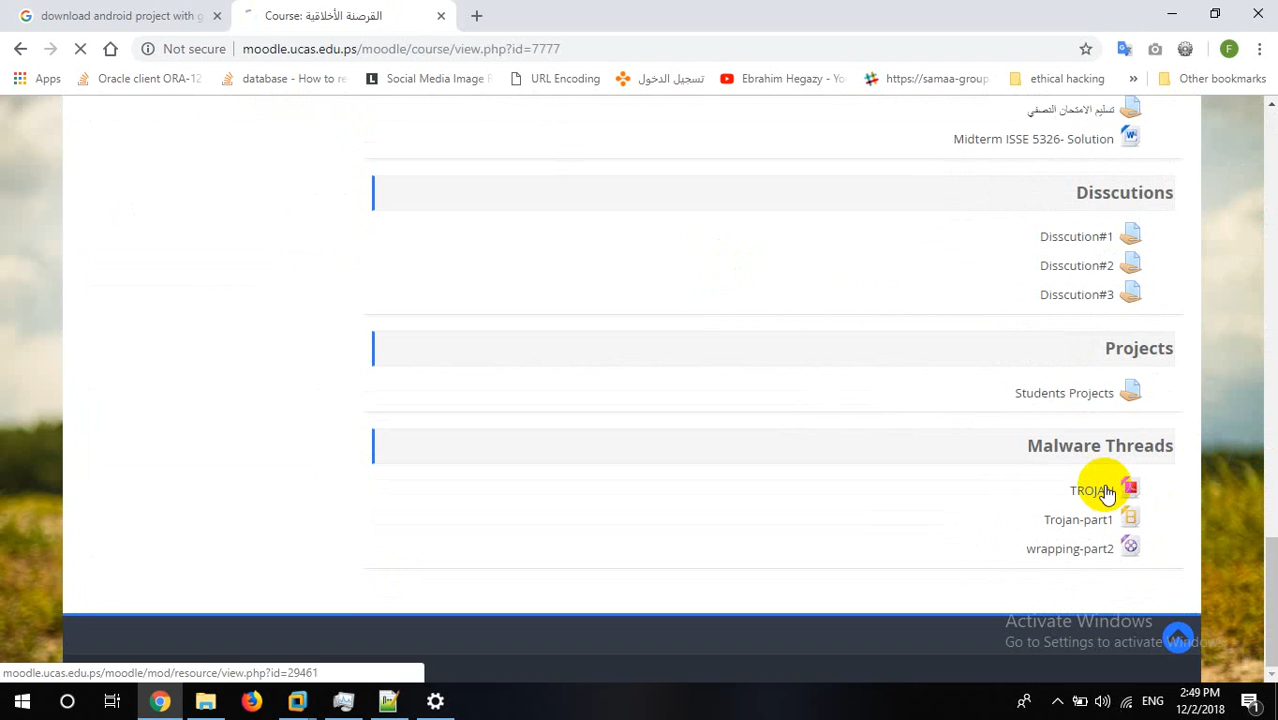 download android project with g
Course: القرصنة الأخلاقية
Not secure
moodle.ucas.edu.ps/moodle/course/view.php?id=7777
F
Apps
Oracle client ORA-12
database - How to re
Social Media Image R
URL Encoding
تسجيل الدخول
Ebrahim Hegazy - Yo
https://samaa-group.
ethical hacking
»
Other bookmarks
تسليم الامتحان النصفي
Midterm ISSE 5326- Solution
Disscutions
Disscution#1
Disscution#2
Disscution#3
Projects
Students Projects
Malware Threads
TROJAN
Trojan-part1
wrapping-part2
Activate Windows
Go to Settings to activate Windows.
moodle.ucas.edu.ps/moodle/mod/resource/view.php?id=29461
ENG
2:49 PM
12/2/2018
1